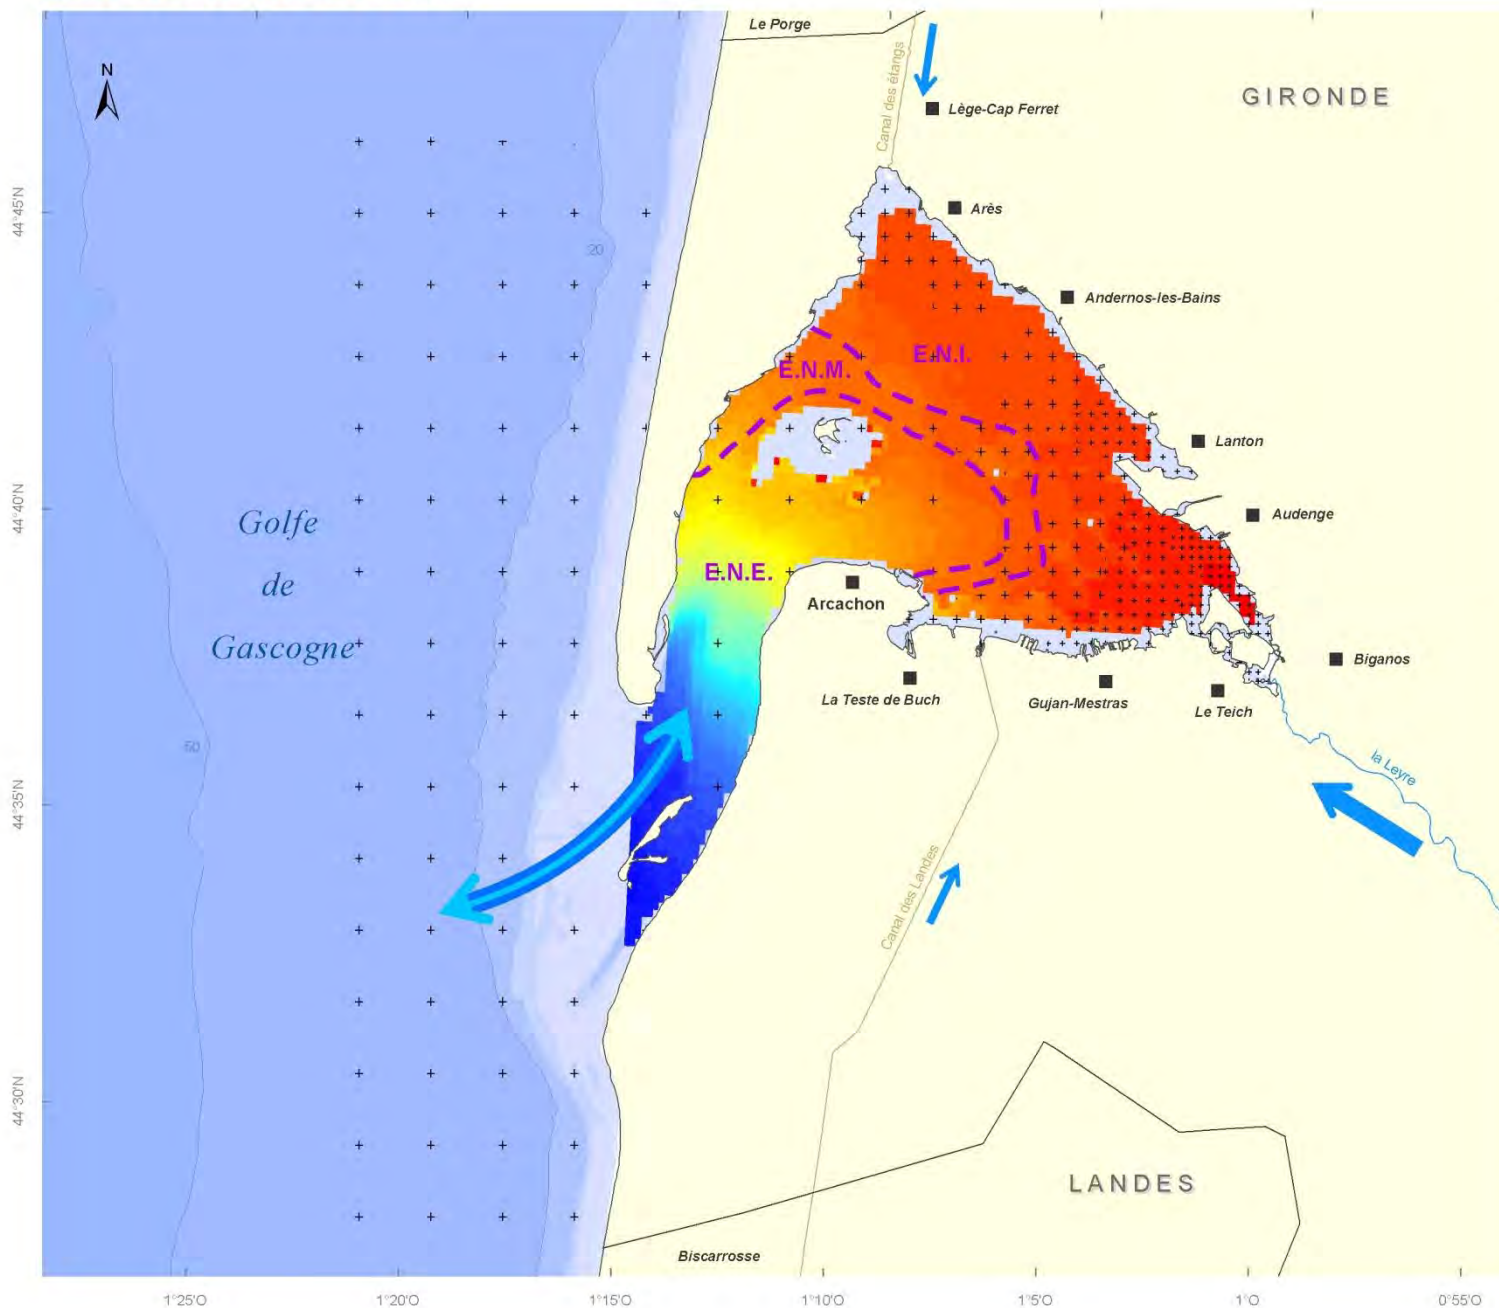 Le Porge
N
Canal des étangs
GIRONDE
Lège-Cap Ferret
44°45'N
Arès
20
Andernos-les-Bains
E.N.I.
E.N.M.
Lanton
44°40'N
Golfe
de
Gascogne
Audenge
E.N.E.
Arcachon
Biganos
La Teste de Buch
Gujan-Mestras
Le Teich
50
la Leyre
44°35'N
Canal des Landes
44°30'N
LANDES
Biscarrosse
1°25'O
1°20'O
1°15'O
1°10'O
1°5'O
1°O
0°55'O